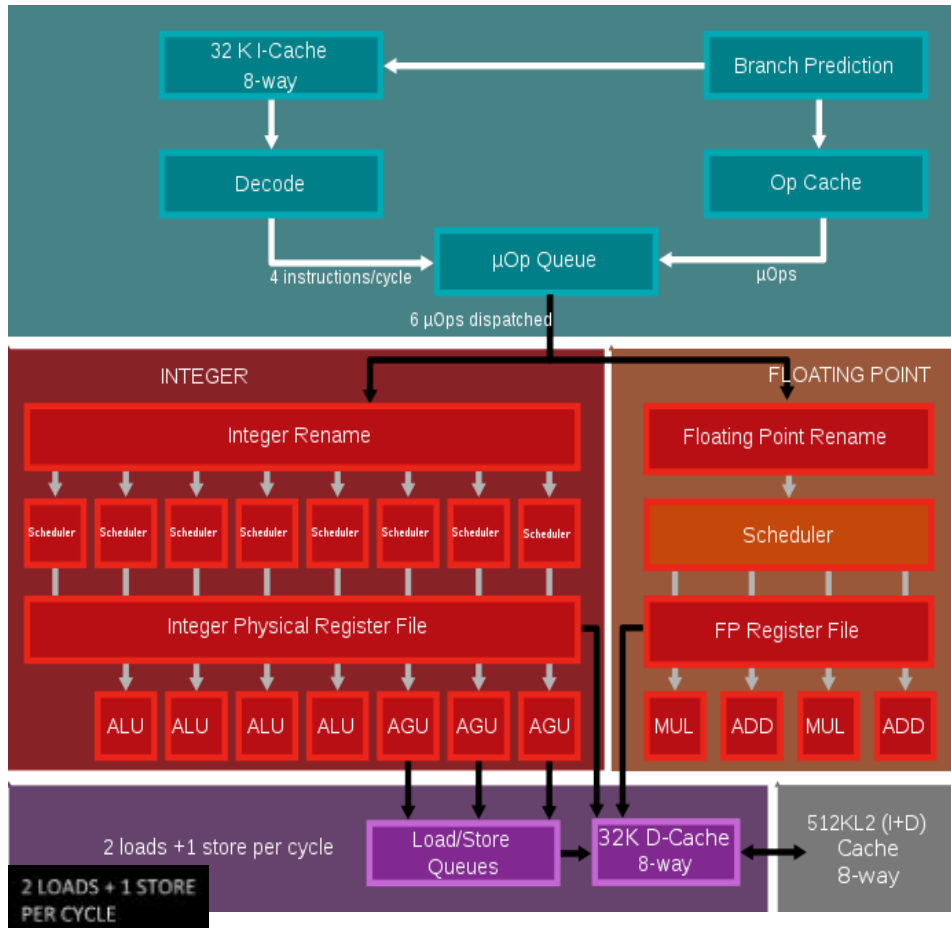 32 K I-Cache
8-way
Branch Prediction
Decode
Op Cache
µOp Queue
4 instructions/cycle
µOps
6 µOps dispatched
INTEGER
FLOATING POINT
Integer Rename
Floating Point Rename
Scheduler
Scheduler
Scheduler
Scheduler
Scheduler
Scheduler
Scheduler
Scheduler
Scheduler
Integer Physical Register File
FP Register File
ALU
ALU
ALU
ALU
AGU
AGU
AGU
MUL
ADD
MUL
ADD
2 loads +1 store per cycle
Load/Store
Queues
32K D-Cache
8-way
512KL2 (I+D)
Cache
8-way
2 LOADS + 1 STORE
PER CYCLE